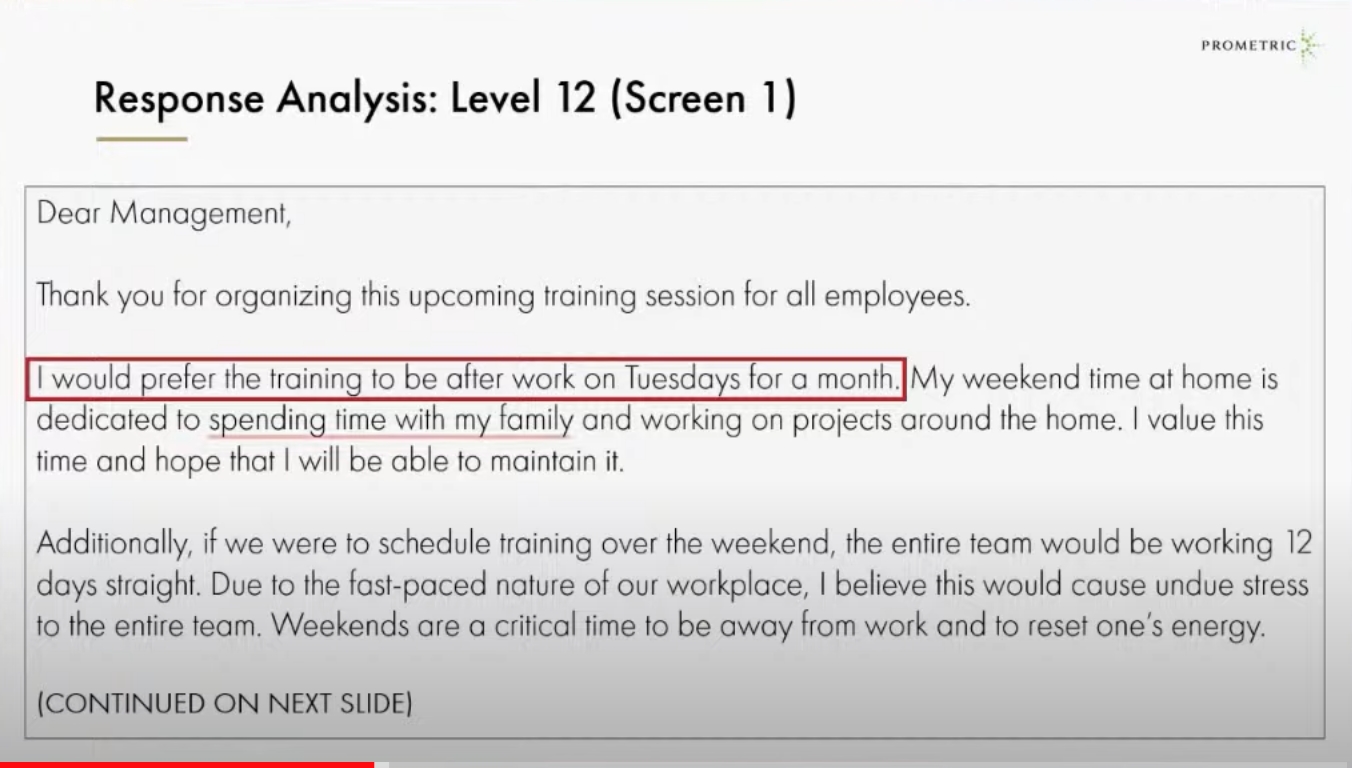 PROMETRIC
Response Analysis: Level 12 (Screen 1)
Dear Management,
Thank you for organizing this upcoming training session for all employees.
I would prefer the training to be after work on Tuesdays for a month. My weekend time at home is
dedicated to spending time with my family and working on projects around the home. I value this
time and hope that I will be able to maintain it.
Additionally, if we were to schedule training over the weekend, the entire team would be working 12
days straight. Due to the fast-paced nature of our workplace, I believe this would cause undue stress
to the entire team. Weekends are a critical time to be away from work and to reset one’s energy.
(CONTINUED ON NEXT SLIDE)